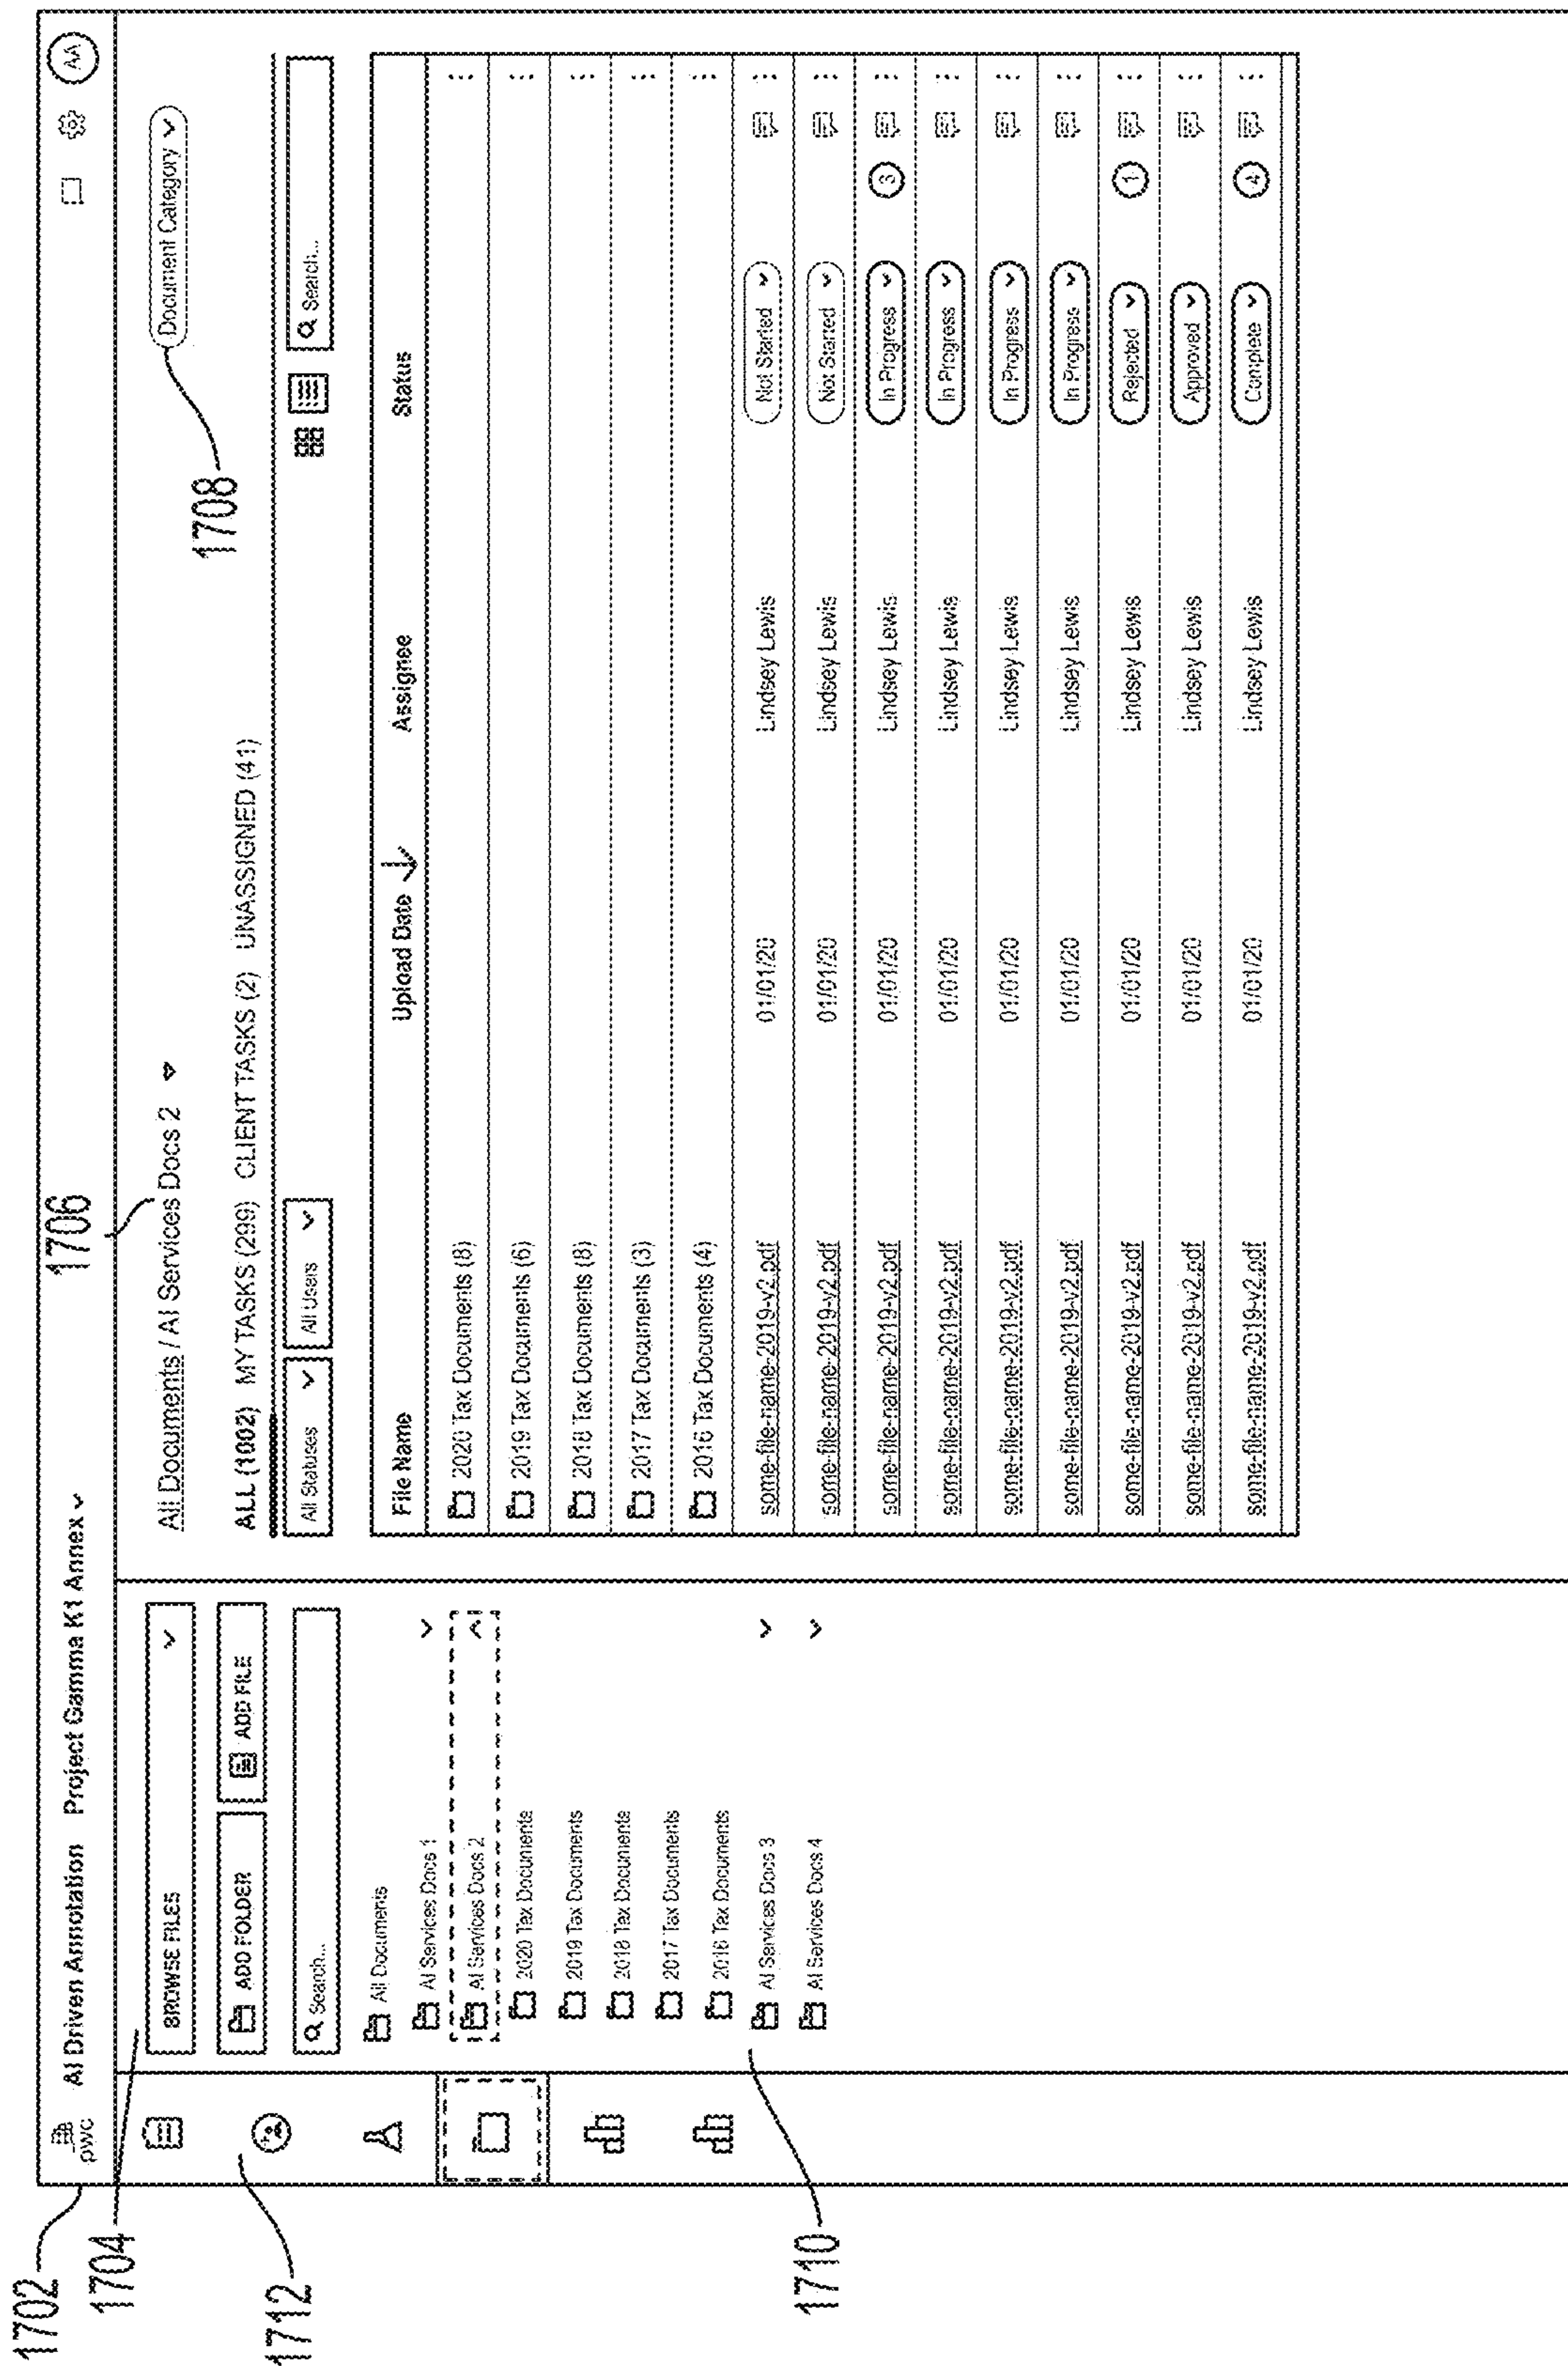 1702
1704
1706
1708
1710
1712
pwc
AI Driven Annotation Project Gamma K1 Annex
AA
BROWSE FILES
ADD FOLDER
ADD FILE
Search...
All Documents
AI Services Docs 1
AI Services Docs 2
2020 Tax Documents
2019 Tax Documents
2018 Tax Documents
2017 Tax Documents
2016 Tax Documents
AI Services Docs 3
AI Services Docs 4
All Documents / AI Services Docs 2
Document Category
ALL (1002) MY TASKS (299) CLIENT TASKS (2) UNASSIGNED (41)
All Statuses All Users Search...
File Name Upload Date Assignee Status
2020 Tax Documents (8)
2019 Tax Documents (6)
2018 Tax Documents (8)
2017 Tax Documents (3)
2016 Tax Documents (4)
some-file-name-2019-v2.pdf 01/01/20 Lindsey Lewis Not Started
some-file-name-2019-v2.pdf 01/01/20 Lindsey Lewis Not Started
some-file-name-2019-v2.pdf 01/01/20 Lindsey Lewis In Progress 3
some-file-name-2019-v2.pdf 01/01/20 Lindsey Lewis In Progress
some-file-name-2019-v2.pdf 01/01/20 Lindsey Lewis In Progress
some-file-name-2019-v2.pdf 01/01/20 Lindsey Lewis In Progress
some-file-name-2019-v2.pdf 01/01/20 Lindsey Lewis Rejected 1
some-file-name-2019-v2.pdf 01/01/20 Lindsey Lewis Approved
some-file-name-2019-v2.pdf 01/01/20 Lindsey Lewis Complete 4